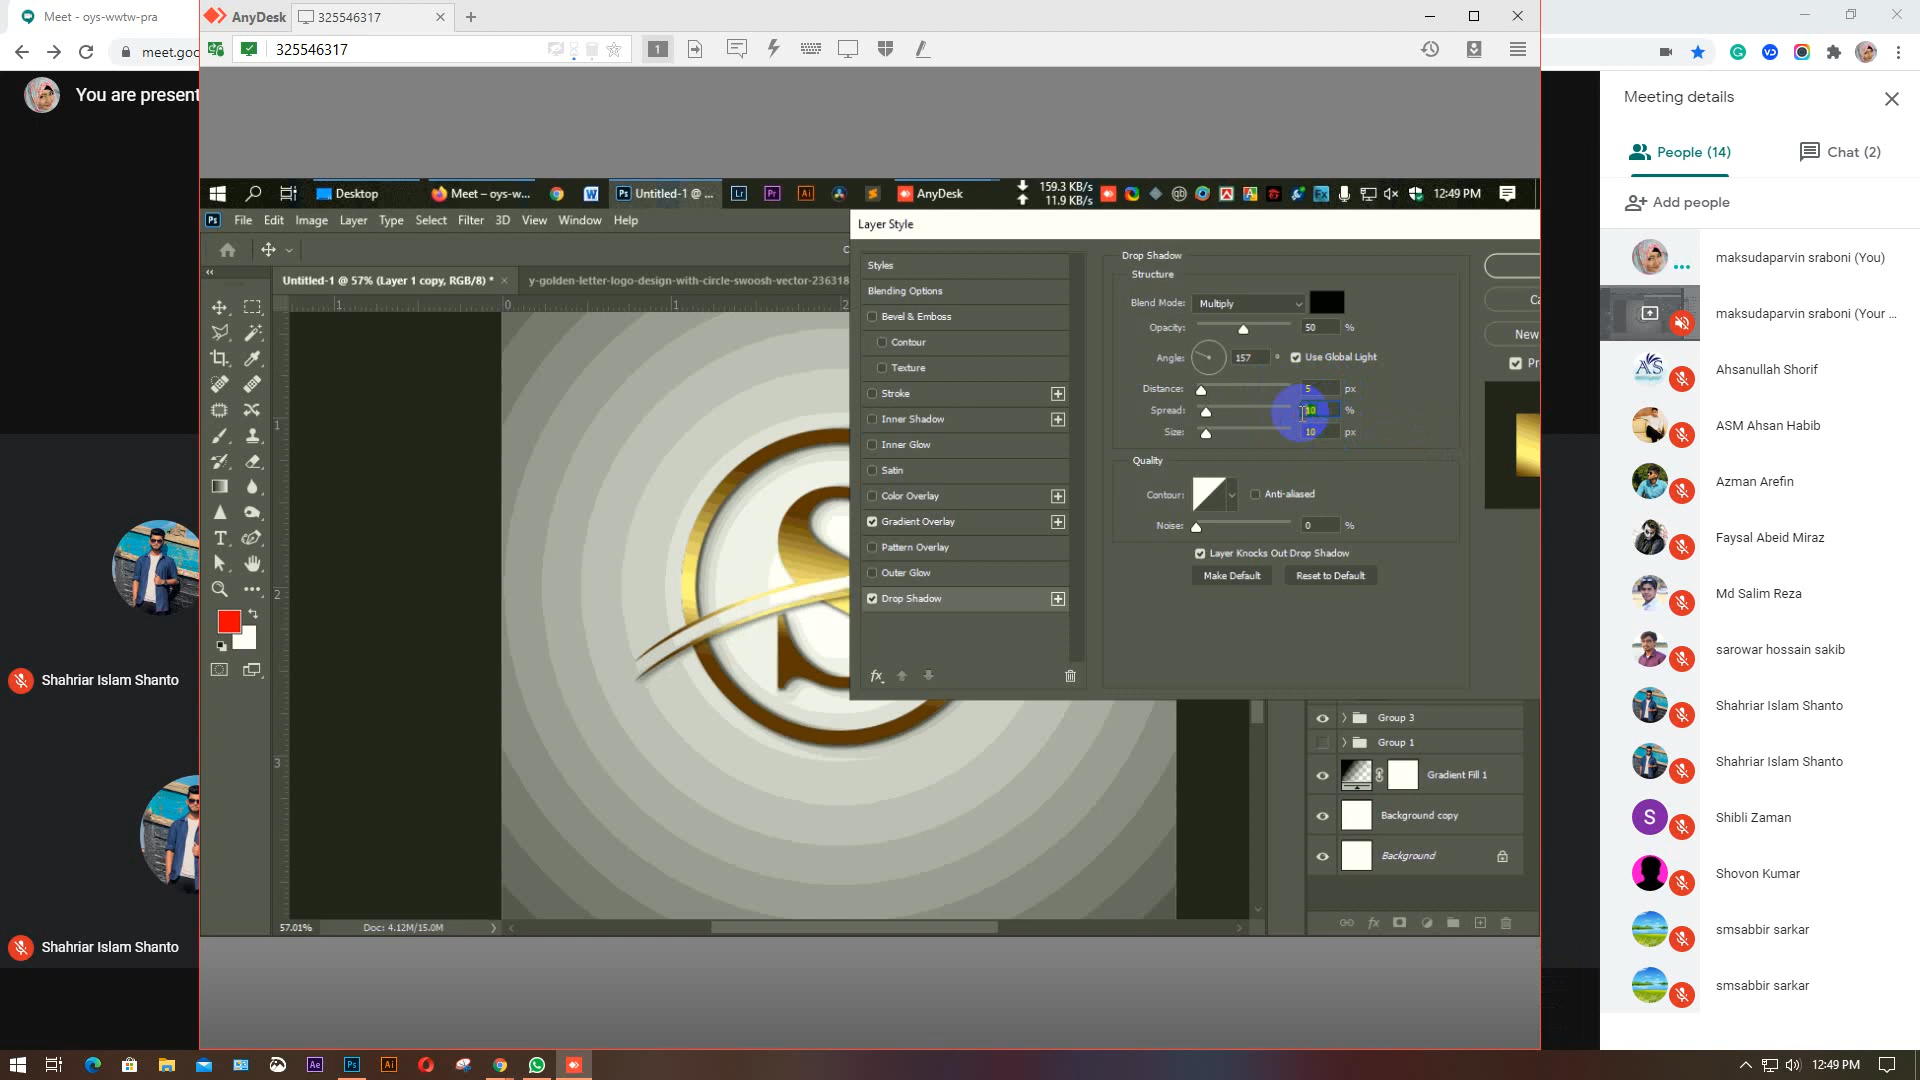 Meet - oys-wwtw-pra
AnyDesk
325546317
meet.goo
325546317
1
You are present
Meeting details
People (14)
Chat (2)
Add people
maksudaparvin sraboni (You)
maksudaparvin sraboni (Your ...
Ahsanullah Shorif
ASM Ahsan Habib
Azman Arefin
Faysal Abeid Miraz
Md Salim Reza
sarowar hossain sakib
Shahriar Islam Shanto
Shahriar Islam Shanto
S
Shibli Zaman
Shovon Kumar
smsabbir sarkar
smsabbir sarkar
Desktop
Meet – oys-w...
Untitled-1 @ ...
AnyDesk
159.3 KB/s
11.9 KB/s
12:49 PM
File Edit Image Layer Type Select Filter 3D View Window Help
Untitled-1 @ 57% (Layer 1 copy, RGB/8) *
y-golden-letter-logo-design-with-circle-swoosh-vector-236318
Layer Style
Styles
Blending Options
Bevel & Emboss
Contour
Texture
Stroke
Inner Shadow
Inner Glow
Satin
Color Overlay
Gradient Overlay
Pattern Overlay
Outer Glow
Drop Shadow
fx
Drop Shadow
Structure
Blend Mode: Multiply
Opacity: 50 %
Angle: 157 ° Use Global Light
Distance: 5 px
Spread: 10 %
Size: 10 px
Quality
Contour: Anti-aliased
Noise: 0 %
Layer Knocks Out Drop Shadow
Make Default
Reset to Default
Ca
New
Pr
Group 3
Group 1
Gradient Fill 1
Background copy
Background
57.01%
Doc: 4.12M/15.0M
Shahriar Islam Shanto
Shahriar Islam Shanto
12:49 PM